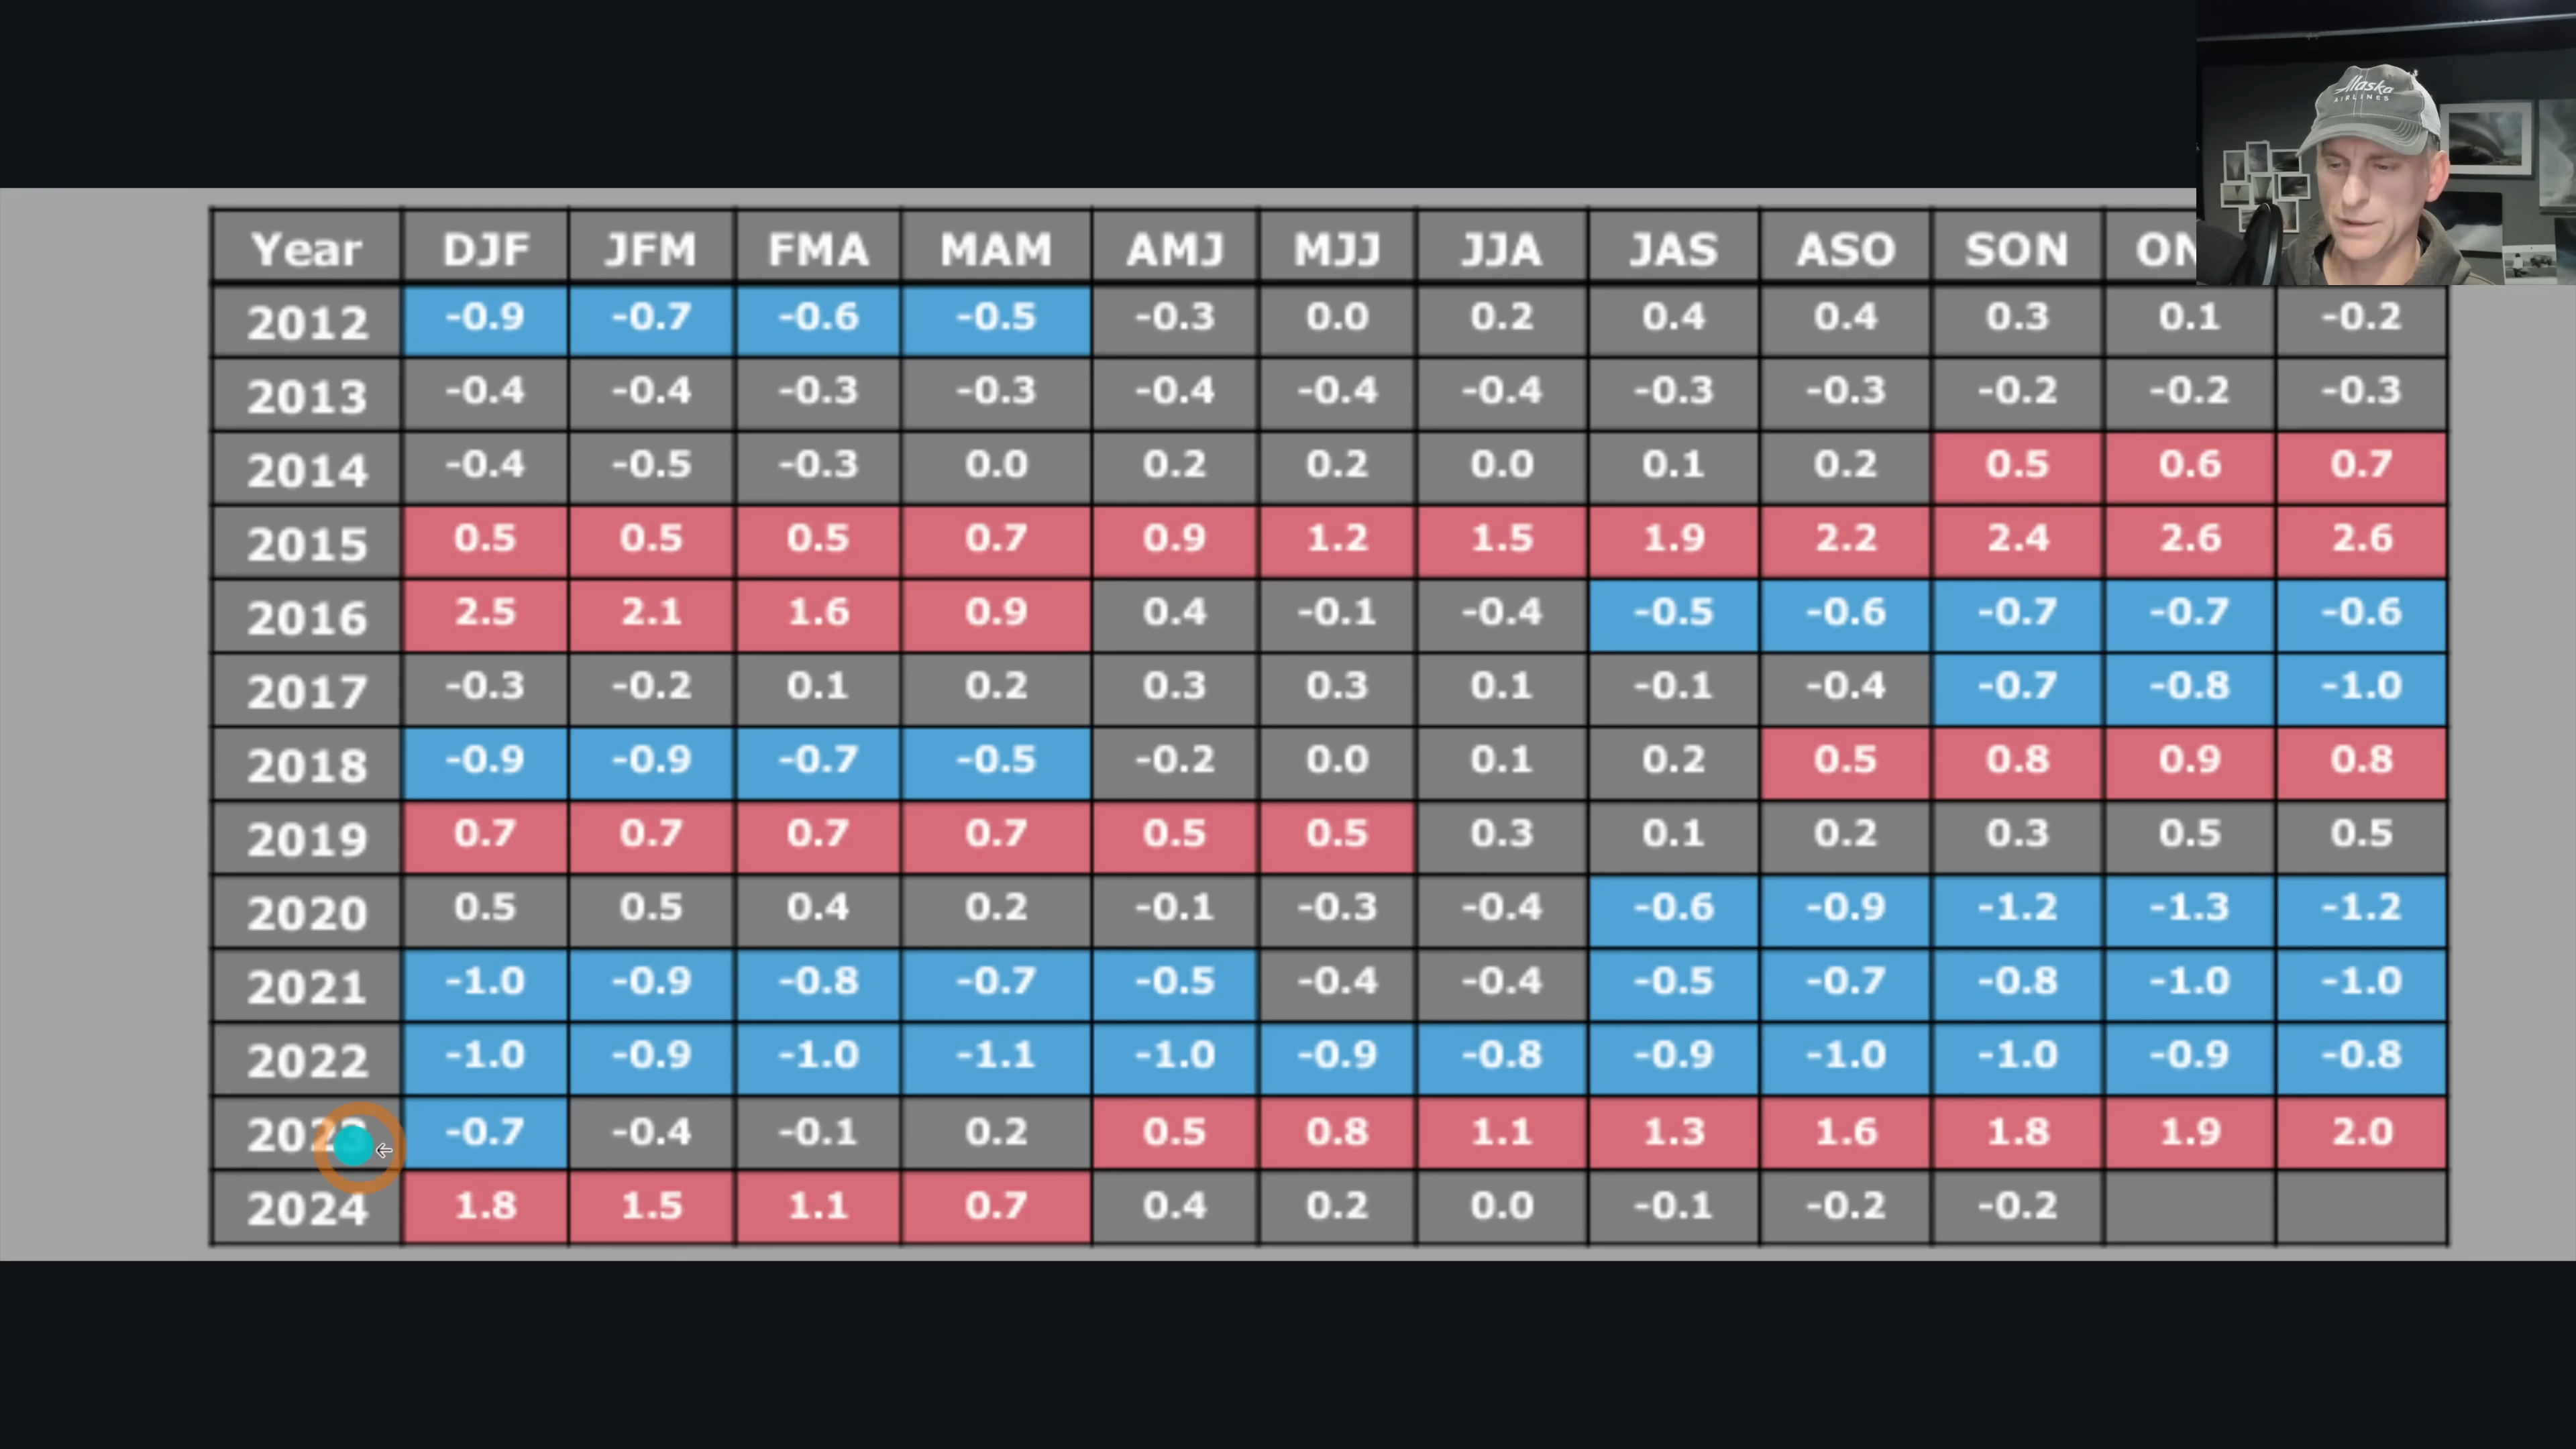 Alaska
AIRLINES
Year DJF JFM FMA MAM AMJ MJJ JJA JAS ASO SON ON
2012 -0.9 -0.7 -0.6 -0.5 -0.3 0.0 0.2 0.4 0.4 0.3 0.1 -0.2
2013 -0.4 -0.4 -0.3 -0.3 -0.4 -0.4 -0.4 -0.3 -0.3 -0.2 -0.2 -0.3
2014 -0.4 -0.5 -0.3 0.0 0.2 0.2 0.0 0.1 0.2 0.5 0.6 0.7
2015 0.5 0.5 0.5 0.7 0.9 1.2 1.5 1.9 2.2 2.4 2.6 2.6
2016 2.5 2.1 1.6 0.9 0.4 -0.1 -0.4 -0.5 -0.6 -0.7 -0.7 -0.6
2017 -0.3 -0.2 0.1 0.2 0.3 0.3 0.1 -0.1 -0.4 -0.7 -0.8 -1.0
2018 -0.9 -0.9 -0.7 -0.5 -0.2 0.0 0.1 0.2 0.5 0.8 0.9 0.8
2019 0.7 0.7 0.7 0.7 0.5 0.5 0.3 0.1 0.2 0.3 0.5 0.5
2020 0.5 0.5 0.4 0.2 -0.1 -0.3 -0.4 -0.6 -0.9 -1.2 -1.3 -1.2
2021 -1.0 -0.9 -0.8 -0.7 -0.5 -0.4 -0.4 -0.5 -0.7 -0.8 -1.0 -1.0
2022 -1.0 -0.9 -1.0 -1.1 -1.0 -0.9 -0.8 -0.9 -1.0 -1.0 -0.9 -0.8
2023 -0.7 -0.4 -0.1 0.2 0.5 0.8 1.1 1.3 1.6 1.8 1.9 2.0
2024 1.8 1.5 1.1 0.7 0.4 0.2 0.0 -0.1 -0.2 -0.2